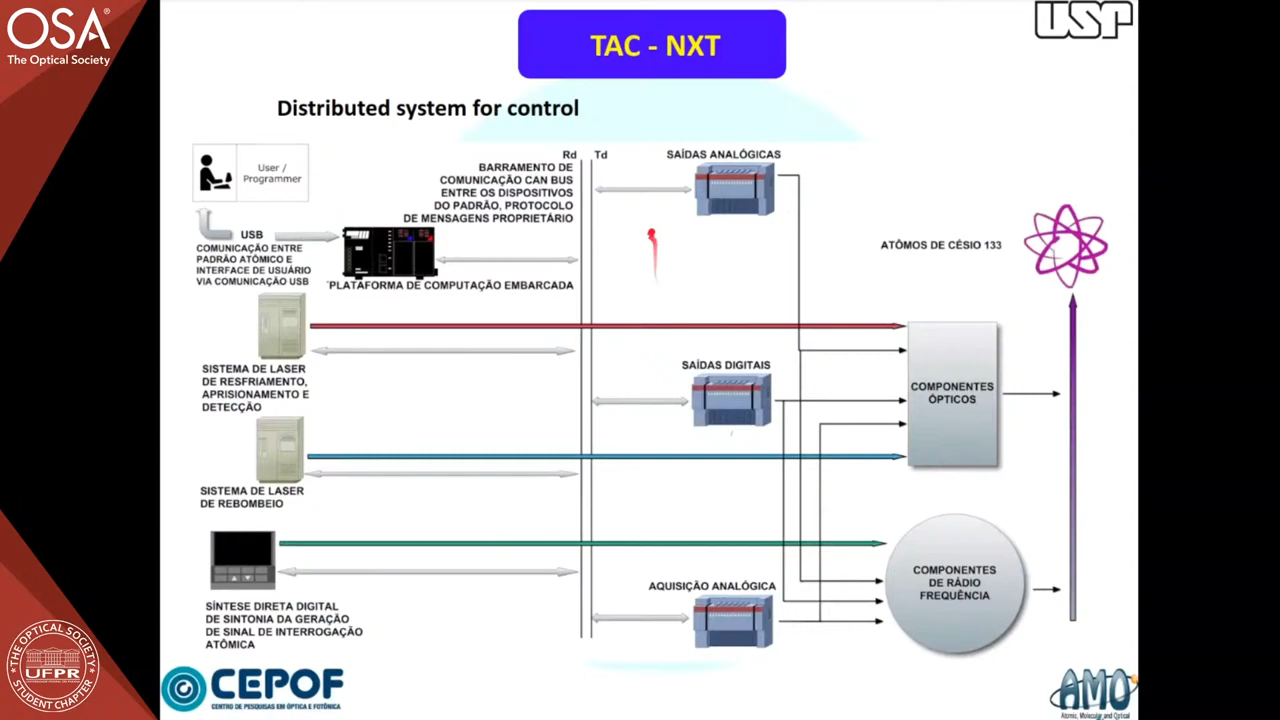 OSA
The Optical Society
TAC - NXT
USP
Distributed system for control
User /
Programmer
Rd
Td
BARRAMENTO DE
COMUNICAÇÃO CAN BUS
ENTRE OS DISPOSITIVOS
DO PADRÃO, PROTOCOLO
DE MENSAGENS PROPRIETÁRIO
SAÍDAS ANALÓGICAS
USB
COMUNICAÇÃO ENTRE
PADRÃO ATÔMICO E
INTERFACE DE USUÁRIO
VIA COMUNICAÇÃO USB
PLATAFORMA DE COMPUTAÇÃO EMBARCADA
ATÔMOS DE CÉSIO 133
SISTEMA DE LASER
DE RESFRIAMENTO,
APRISIONAMENTO E
DETECÇÃO
SAÍDAS DIGITAIS
COMPONENTES
ÓPTICOS
SISTEMA DE LASER
DE REBOMBEIO
SÍNTESE DIRETA DIGITAL
DE SINTONIA DA GERAÇÃO
DE SINAL DE INTERROGAÇÃO
ATÔMICA
AQUISIÇÃO ANALÓGICA
COMPONENTES
DE RÁDIO
FREQUÊNCIA
THE OPTICAL SOCIETY
UFPR
STUDENT CHAPTER
CEPOF
CENTRO DE PESQUISAS EM ÓPTICA E FOTÔNICA
AMO
Atomic, Molecular and Optical